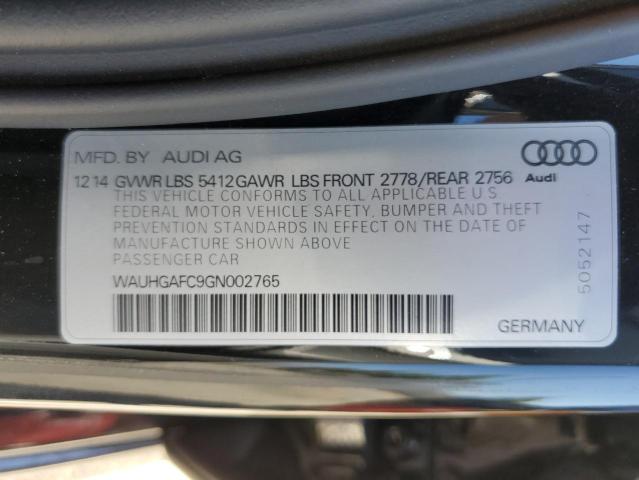 MFD. BY AUDI AG
Audi
12 14 GVWR LBS 5412 GAWR LBS FRONT 2778/REAR 2756
THIS VEHICLE CONFORMS TO ALL APPLICABLE U S
FEDERAL MOTOR VEHICLE SAFETY, BUMPER AND THEFT
PREVENTION STANDARDS IN EFFECT ON THE DATE OF
MANUFACTURE SHOWN ABOVE
PASSENGER CAR
WAUHGAFC9GN002765
5052147
GERMANY